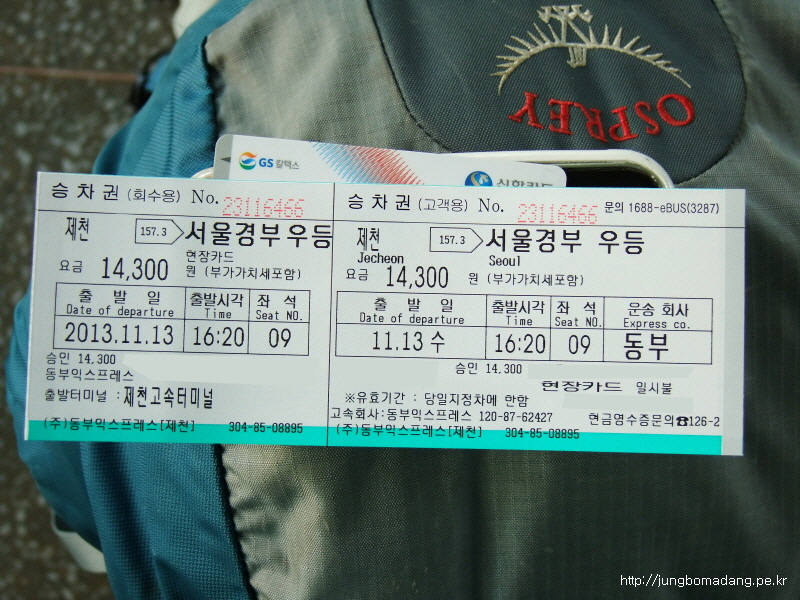 OSPREY
GS 칼텍스
신한카드
승차권 (회수용) No. 23116466
제천 157.3 서울경부 우등
현장카드
요금 14,300 원 (부가가치세포함)
출 발 일 출발시각 좌 석
Date of departure Time Seat NO.
2013.11.13 16:20 09
승인 14,300
동부익스프레스
출발터미널 : 제천고속터미널
(주)동부익스프레스[제천] 304-85-08895
승차권 (고객용) No. 23116466 문의 1688-eBUS(3287)
제천 157.3 서울경부 우등
Jecheon Seoul
요금 14,300 원 (부가가치세포함)
출 발 일 출발시각 좌 석 운송 회사
Date of departure Time Seat NO. Express co.
11.13 수 16:20 09 동부
승인 14,300
현장카드 일시불
※유효기간 : 당일지정차에 한함
고속회사:동부익스프레스 120-87-62427 현금영수증문의☎126-2
(주)동부익스프레스[제천] 304-85-08895
http://jungbomadang.pe.kr